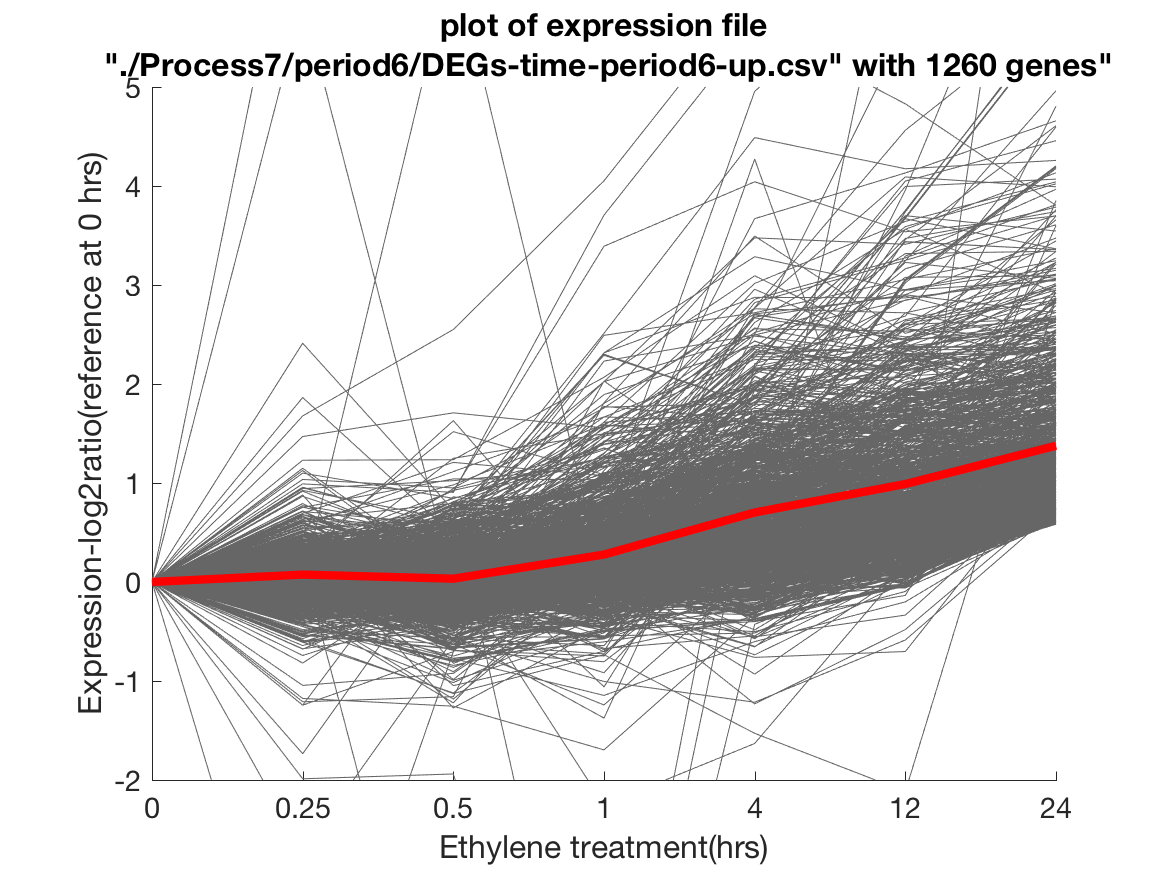 plot of expression file
"./Process7/period6/DEGs-time-period6-up.csv" with 1260 genes"
5
4
3
2
1
0
-1
-2
Expression-log2ratio(reference at 0 hrs)
0 0.25 0.5 1 4 12 24
Ethylene treatment(hrs)